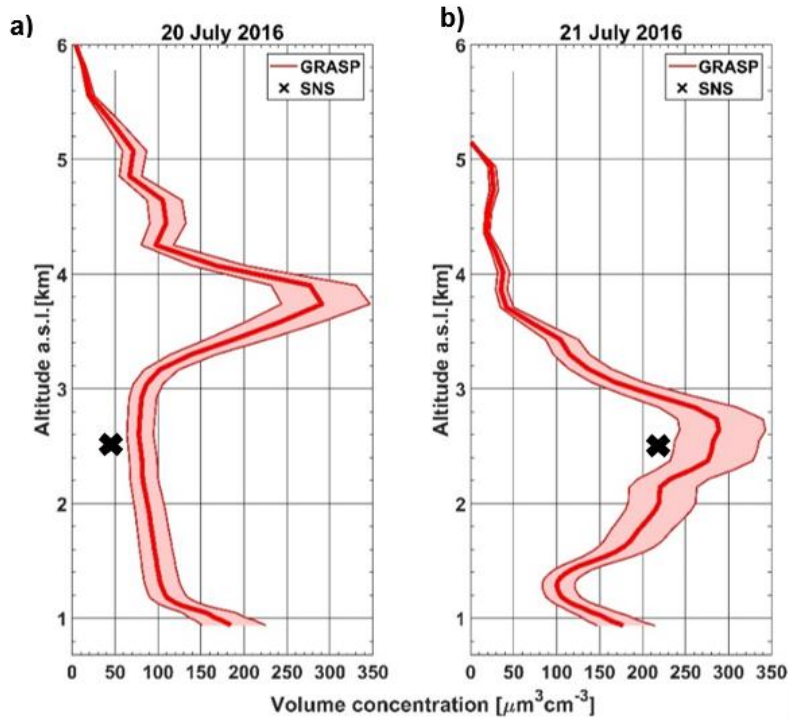 a)
20 July 2016
GRASP
SNS
6
5
4
3
2
1
Altitude a.s.l.[km]
0 50 100 150 200 250 300 350
b)
21 July 2016
GRASP
SNS
6
5
4
3
2
1
Altitude a.s.l.[km]
0 50 100 150 200 250 300 350
Volume concentration [μm³cm⁻³]